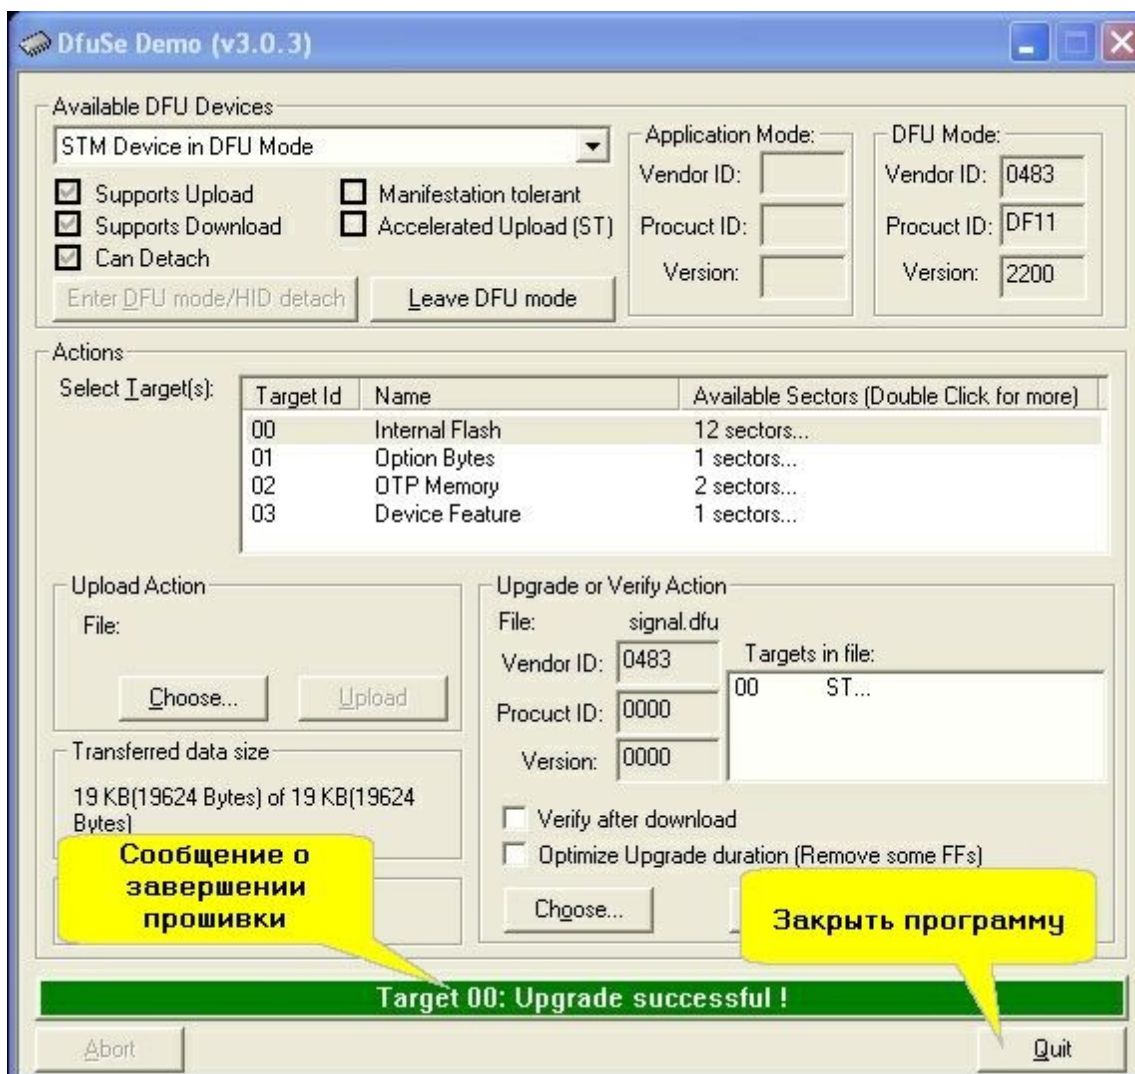 DfuSe Demo (v3.0.3)
Available DFU Devices
STM Device in DFU Mode
Supports Upload
Manifestation tolerant
Supports Download
Accelerated Upload (ST)
Can Detach
Enter DFU mode/HID detach
Leave DFU mode
Application Mode:
Vendor ID:
Procuct ID:
Version:
DFU Mode:
Vendor ID: 0483
Procuct ID: DF11
Version: 2200
Actions
Select Target(s):
Target Id Name Available Sectors (Double Click for more)
00 Internal Flash 12 sectors...
01 Option Bytes 1 sectors...
02 OTP Memory 2 sectors...
03 Device Feature 1 sectors...
Upload Action
File:
Choose...
Upload
Transferred data size
19 KB(19624 Bytes) of 19 KB(19624
Bytes)
Сообщение о
завершении
прошивки
Upgrade or Verify Action
File: signal.dfu
Vendor ID: 0483
Procuct ID: 0000
Version: 0000
Targets in file:
00 ST...
Verify after download
Optimize Upgrade duration (Remove some FFs)
Choose...
Закрыть программу
Target 00: Upgrade successful !
Abort
Quit